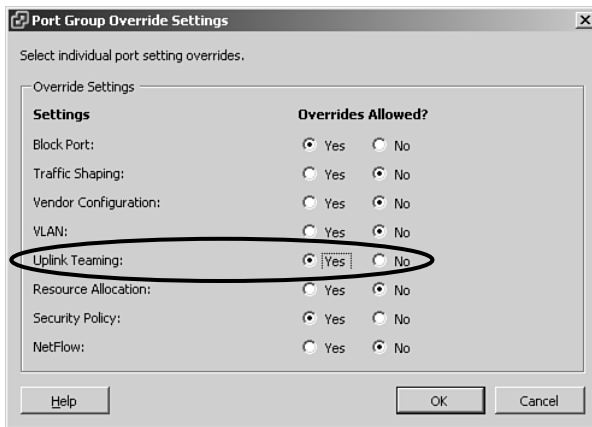 Port Group Override Settings
Select individual port setting overrides.
Override Settings
Settings Overrides Allowed?
Block Port: Yes No
Traffic Shaping: Yes No
Vendor Configuration: Yes No
VLAN: Yes No
Uplink Teaming: Yes No
Resource Allocation: Yes No
Security Policy: Yes No
NetFlow: Yes No
Help OK Cancel